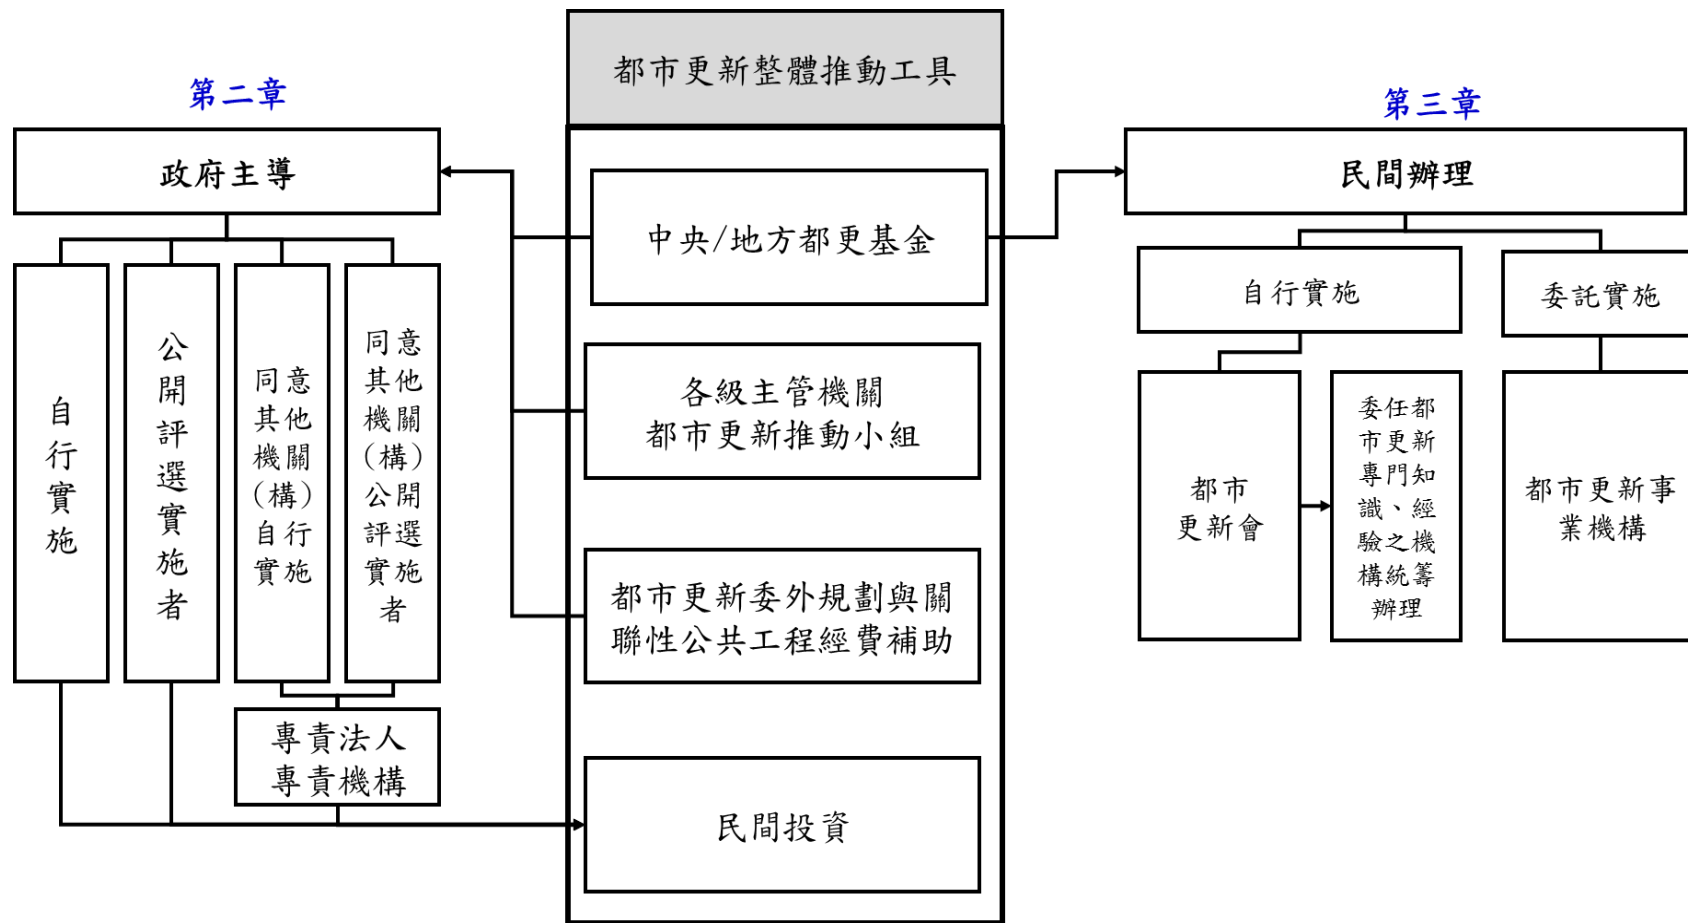 都市更新整體推動工具
第二章
政府主導
自行實施
公開評選實施者
同意
其他
機關
(構)
自行
實施
同意
其他
機關
(構)
公開
評選
實施
者
專責法人
專責機構
中央/地方都更基金
各級主管機關
都市更新推動小組
都市更新委外規劃與關
聯性公共工程經費補助
民間投資
第三章
民間辦理
自行實施
委託實施
都市
更新會
委任都
市更新
專門知
識、經
驗之機
構統籌
辦理
都市更新事
業機構